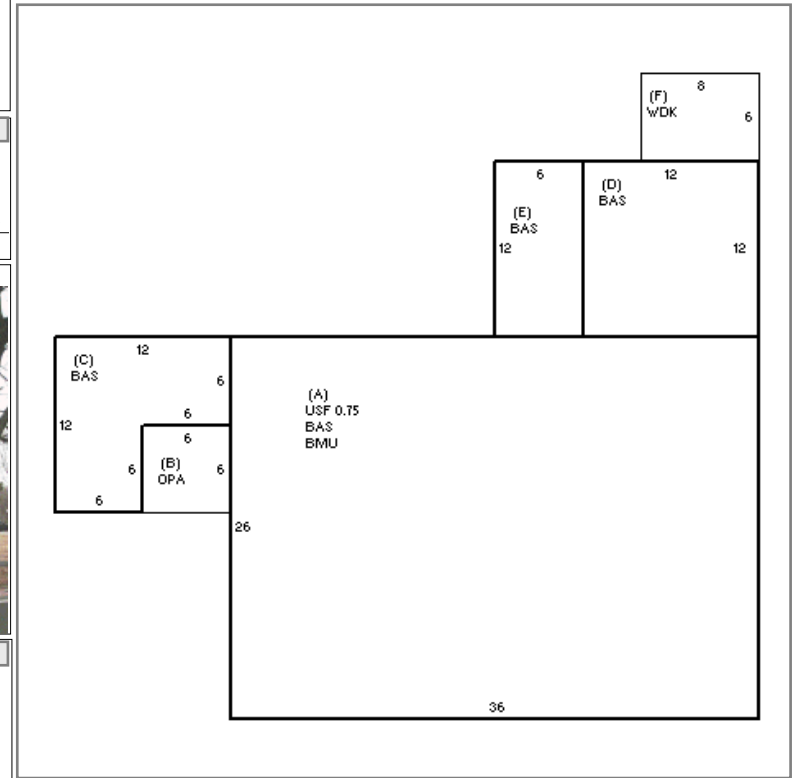 8
(F)
WDK
6
6
12
(D)
BAS
(E)
BAS
12
12
12
(C)
BAS
6
(A)
USF 0.75
BAS
BMU
6
12
6
(B)
OPA
6
6
6
26
36